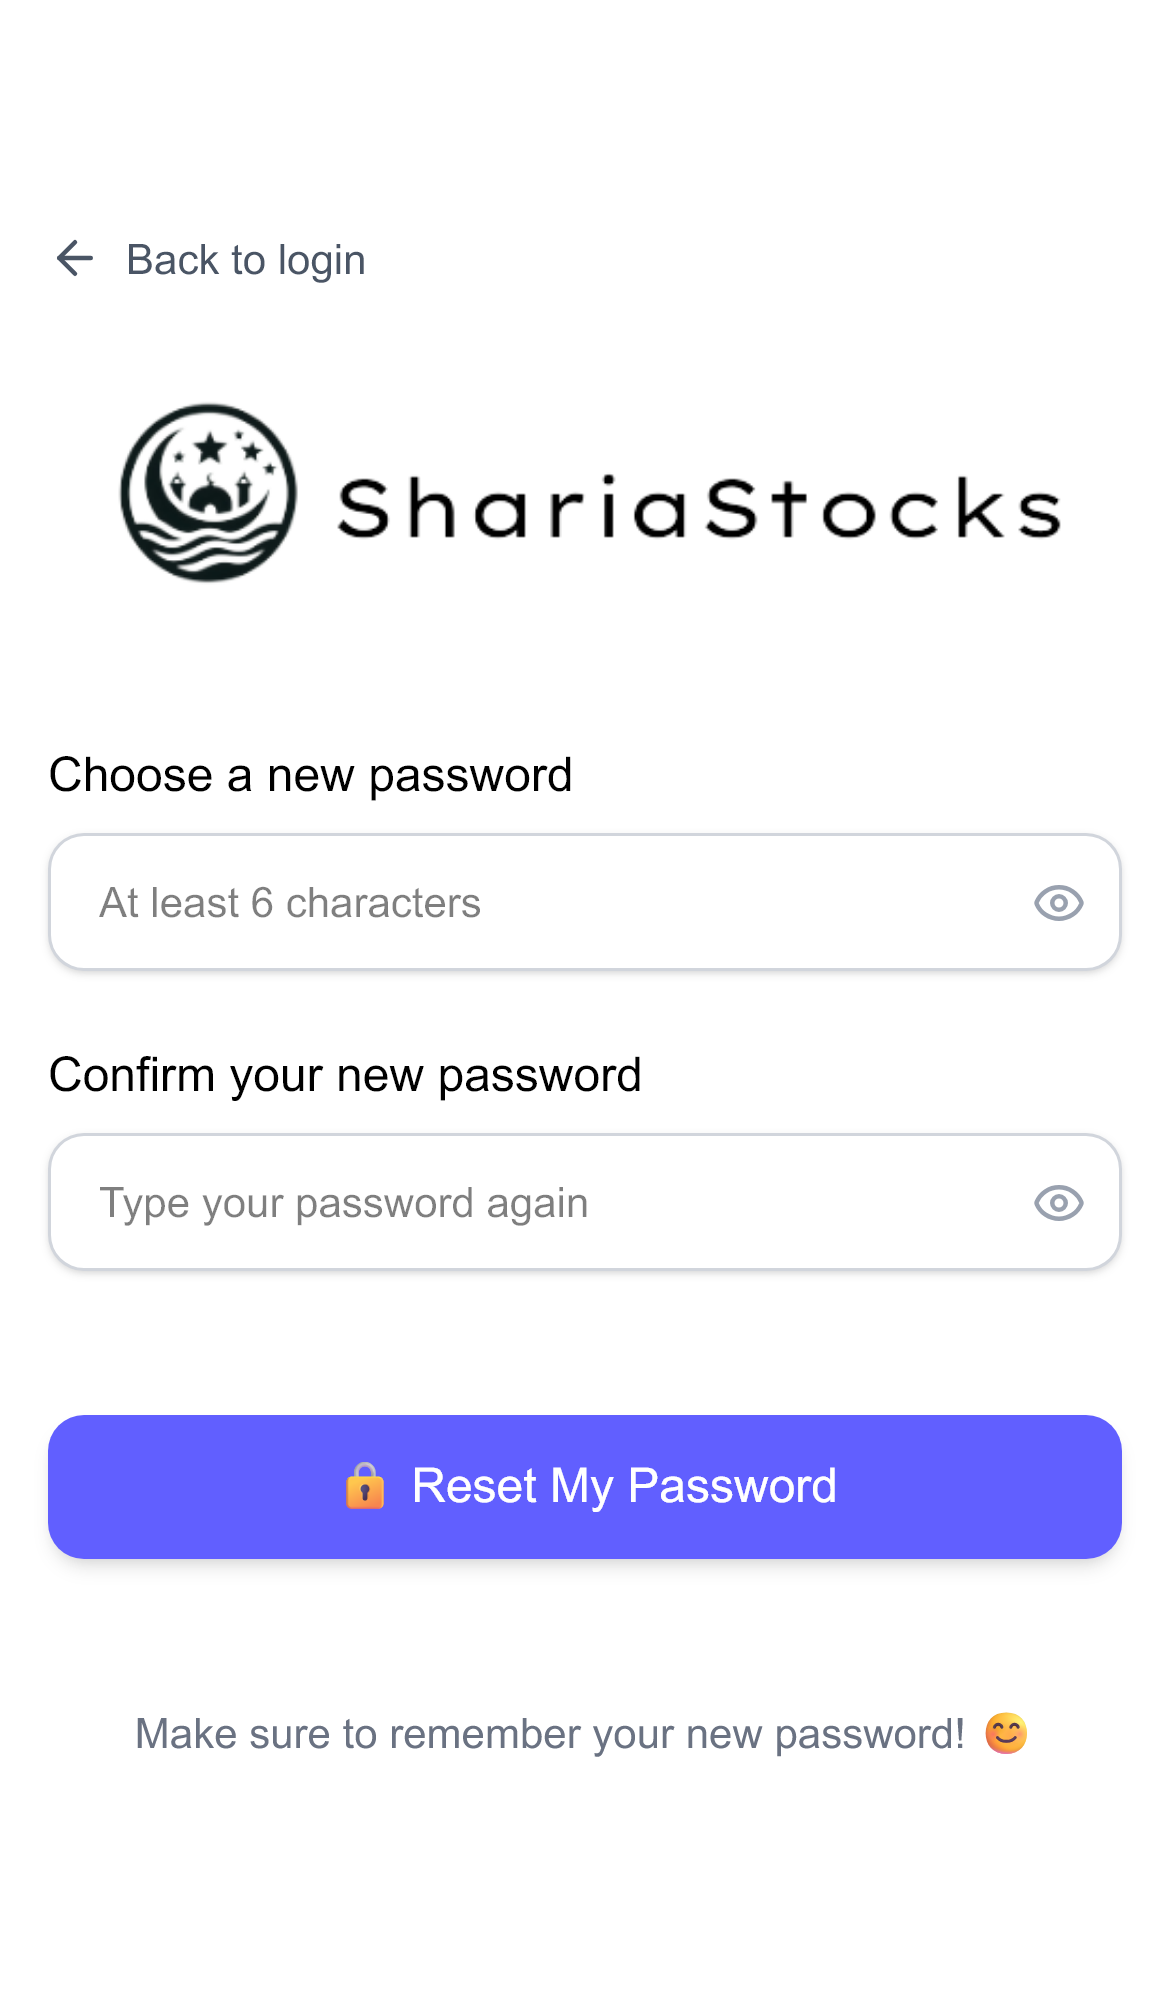 Back to login
ShariaStocks
Choose a new password
At least 6 characters
Confirm your new password
Type your password again
🔒 Reset My Password
Make sure to remember your new password! 😊